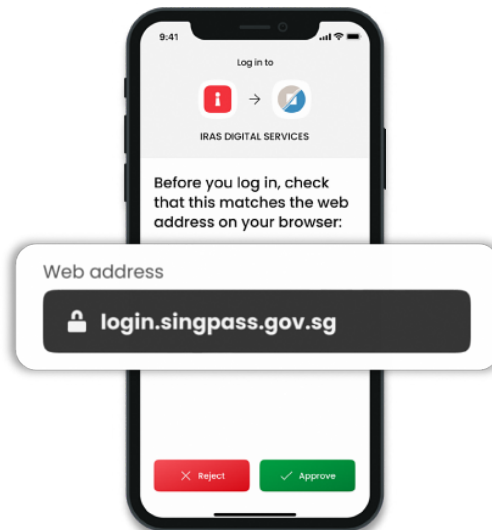 9:41
Log in to
IRAS DIGITAL SERVICES
Before you log in, check
that this matches the web
address on your browser:
Web address
login.singpass.gov.sg
Reject
Approve